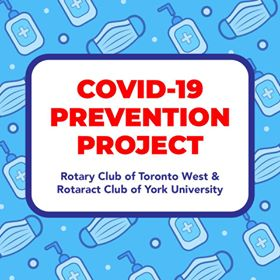 COVID-19
PREVENTION
PROJECT
Rotary Club of Toronto West &
Rotaract Club of York University